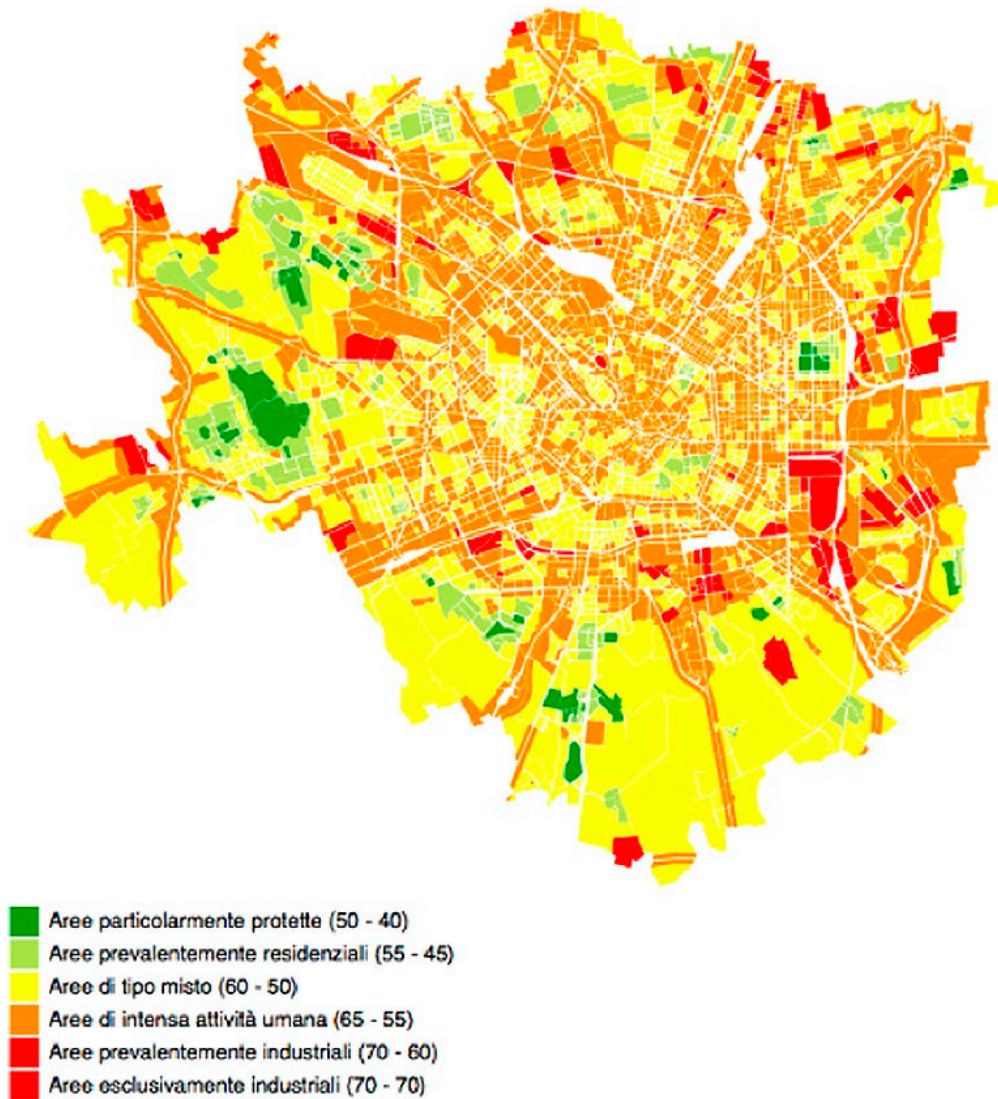 Aree particolarmente protette (50 - 40)
Aree prevalentemente residenziali (55 - 45)
Aree di tipo misto (60 - 50)
Aree di intensa attività umana (65 - 55)
Aree prevalentemente industriali (70 - 60)
Aree esclusivamente industriali (70 - 70)